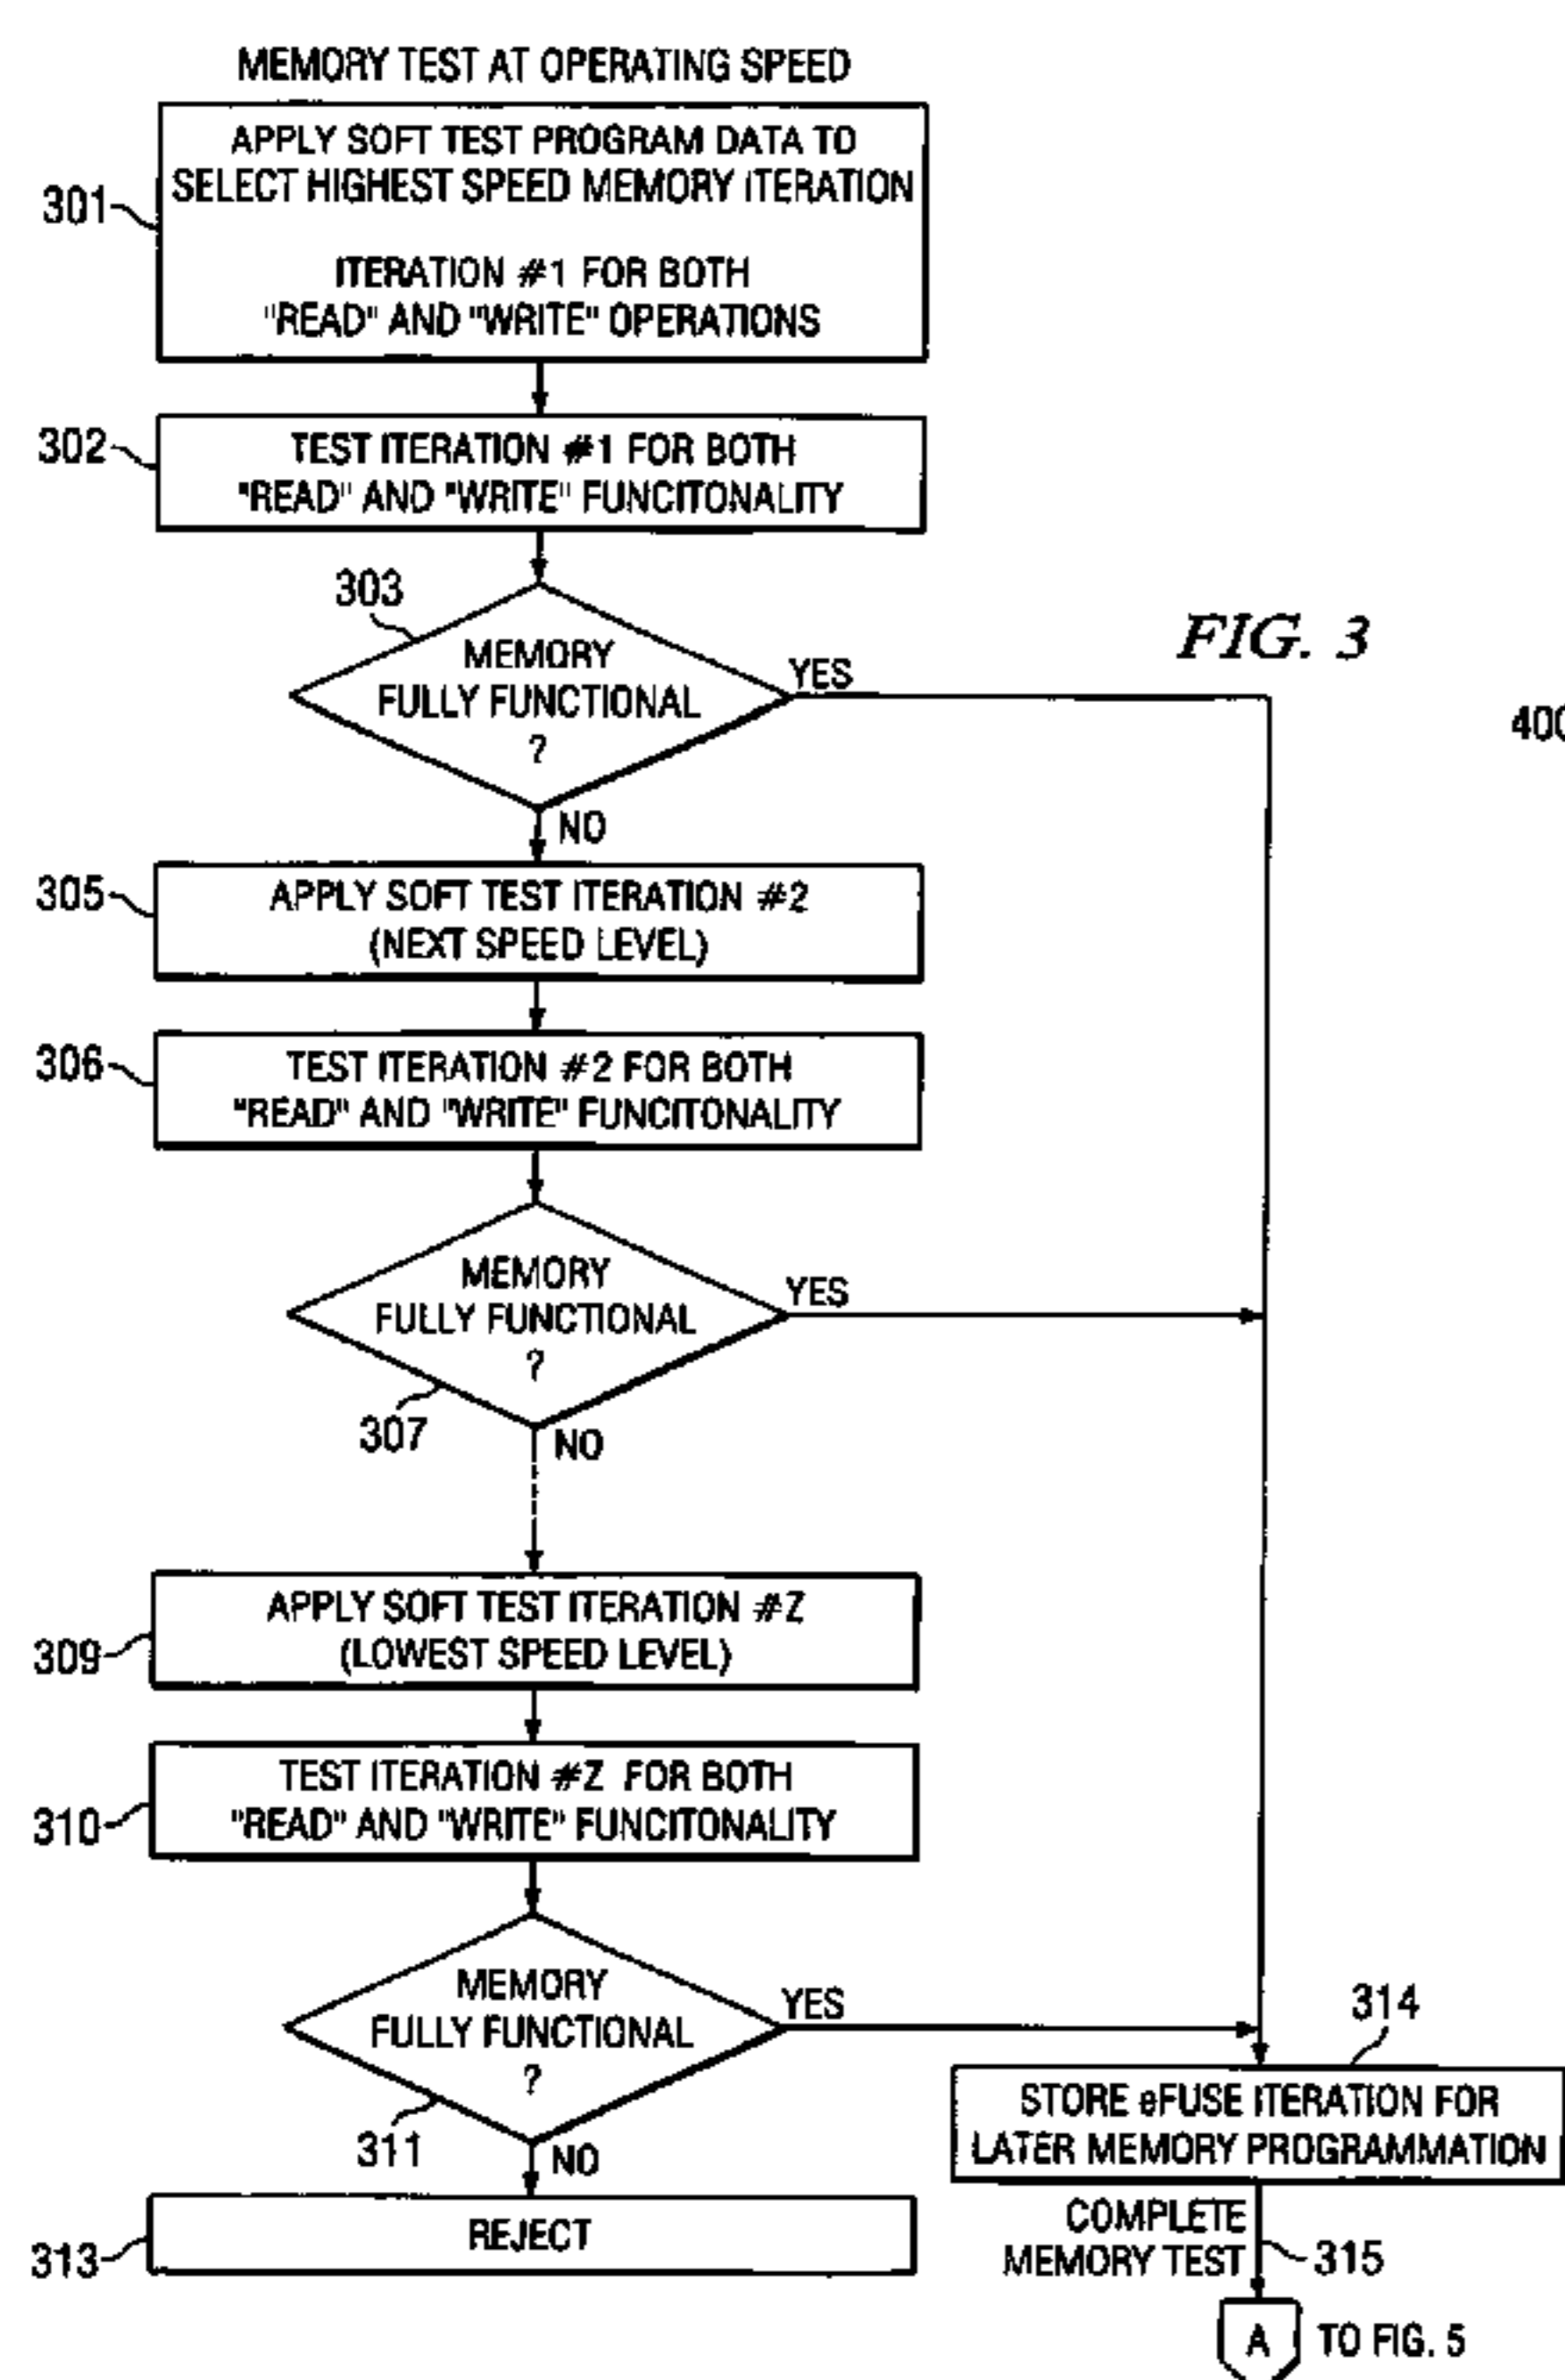 MEMORY TEST AT OPERATING SPEED
APPLY SOFT TEST PROGRAM DATA TO
SELECT HIGHEST SPEED MEMORY ITERATION
301
ITERATION #1 FOR BOTH
"READ" AND "WRITE" OPERATIONS
302
TEST ITERATION #1 FOR BOTH
"READ" AND "WRITE" FUNCITONALITY
303
FIG. 3
MEMORY
FULLY FUNCTIONAL
?
YES
400
NO
305
APPLY SOFT TEST ITERATION #2
(NEXT SPEED LEVEL)
306
TEST ITERATION #2 FOR BOTH
"READ" AND "WRITE" FUNCITONALITY
MEMORY
FULLY FUNCTIONAL
?
YES
307
NO
APPLY SOFT TEST ITERATION #Z
(LOWEST SPEED LEVEL)
309
TEST ITERATION #Z FOR BOTH
"READ" AND "WRITE" FUNCITONALITY
310
MEMORY
FULLY FUNCTIONAL
?
YES
311
NO
314
STORE eFUSE ITERATION FOR
LATER MEMORY PROGRAMMATION
REJECT
313
COMPLETE
MEMORY TEST
315
A
TO FIG. 5